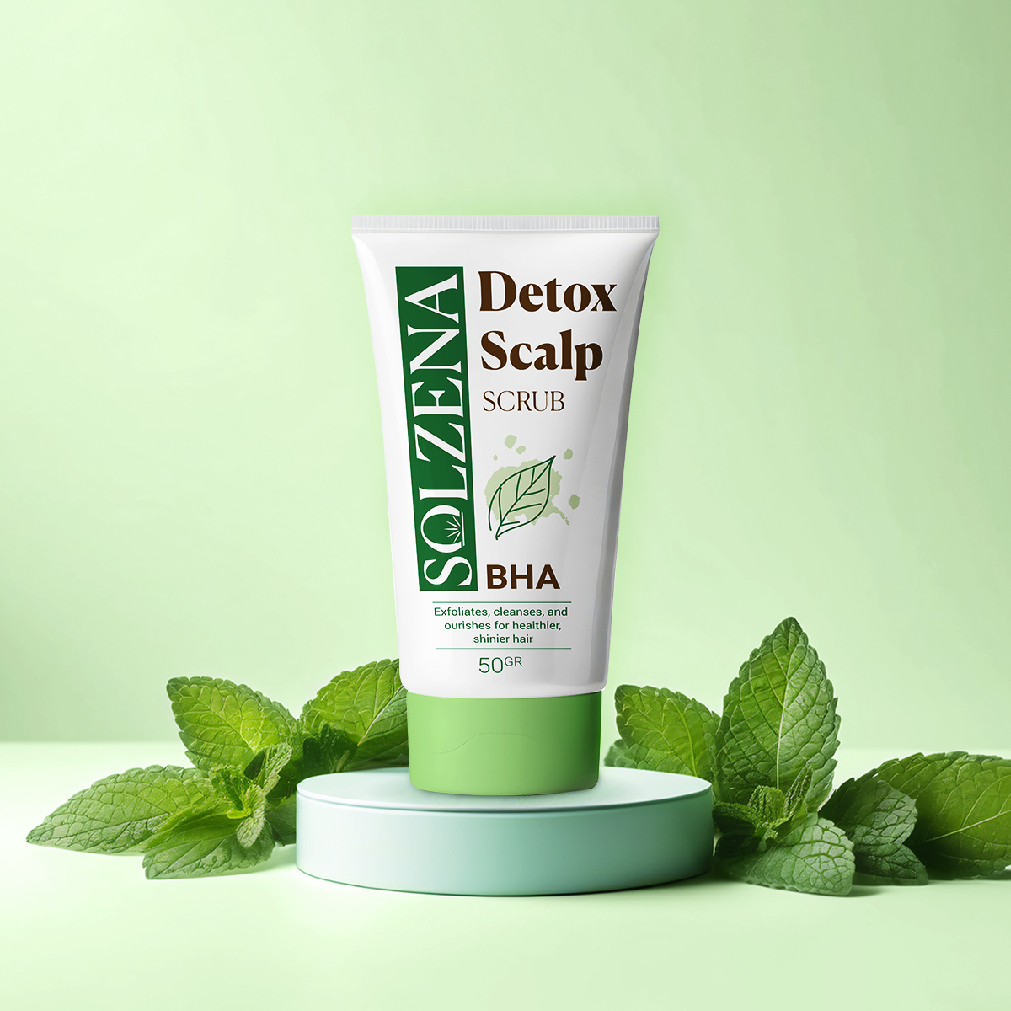 SOLZENA
Detox
Scalp
SCRUB
BHA
Exfoliates, cleanses, and
ourishes for healthier,
shinier hair
50GR